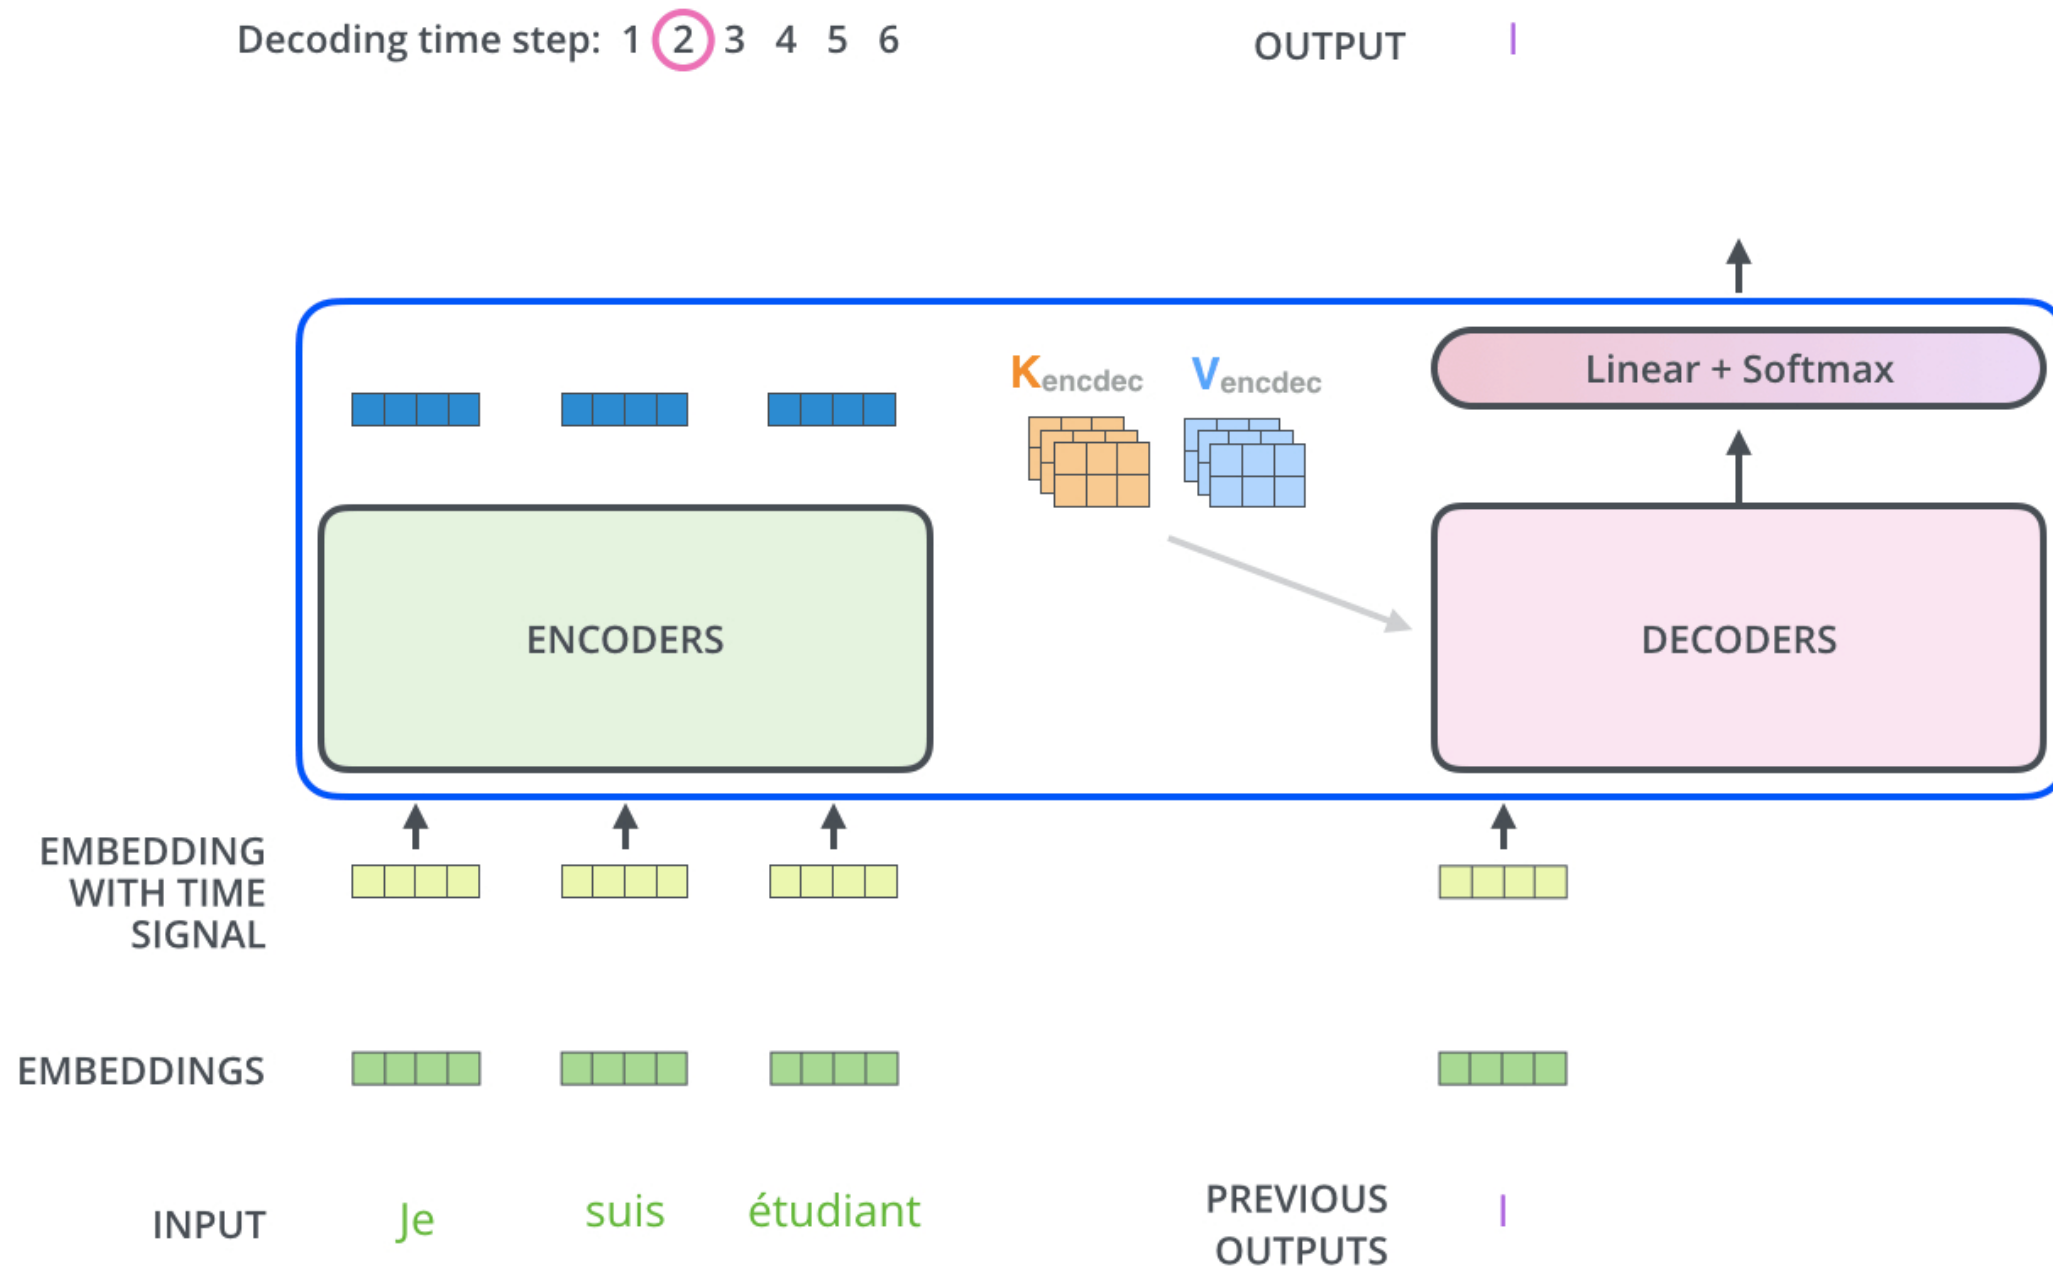 Decoding time step: 1 2 3 4 5 6
OUTPUT I
Kencdec Vencdec
Linear + Softmax
ENCODERS
DECODERS
EMBEDDING
WITH TIME
SIGNAL
EMBEDDINGS
INPUT Je suis étudiant
PREVIOUS
OUTPUTS
I